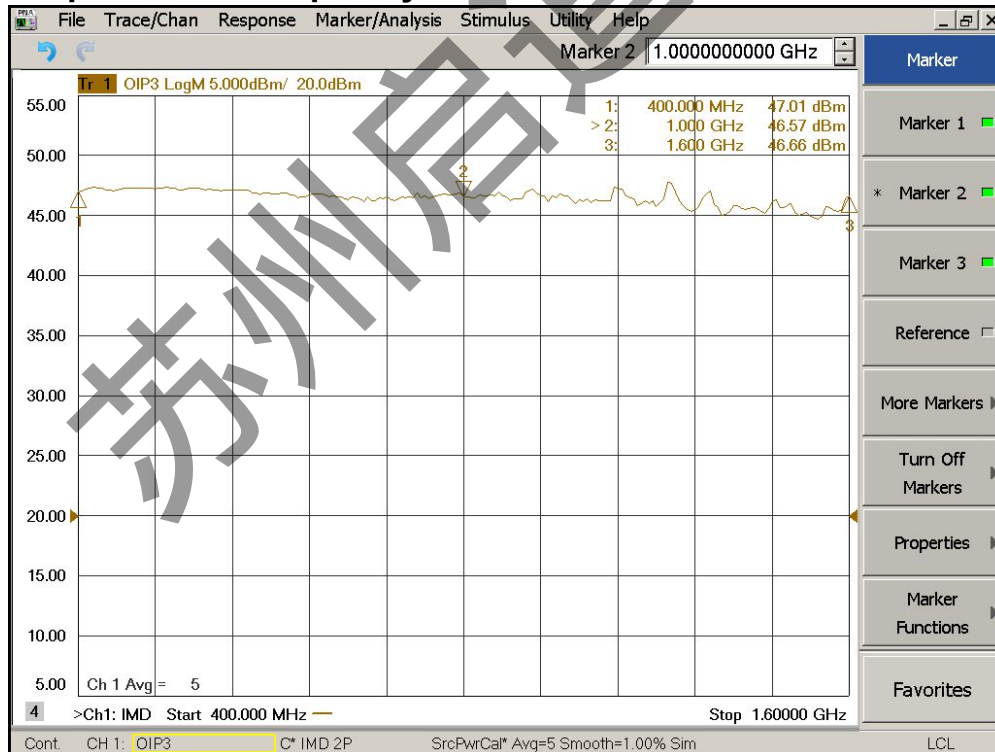 File Trace/Chan Response Marker/Analysis Stimulus Utility Help
Marker 2 1.0000000000 GHz
Marker
Tr 1 OIP3 LogM 5.000dBm/ 20.0dBm
1: 400.000 MHz 47.01 dBm
> 2: 1.000 GHz 46.57 dBm
3: 1.600 GHz 46.66 dBm
55.00
50.00
45.00
40.00
35.00
30.00
25.00
20.00
15.00
10.00
5.00
1
2
3
Ch 1 Avg = 5
4 >Ch1: IMD Start 400.000 MHz Stop 1.60000 GHz
Cont. CH 1: OIP3 C* IMD 2P SrcPwrCal* Avg=5 Smooth=1.00% Sim LCL
Marker 1
* Marker 2
Marker 3
Reference
More Markers
Turn Off
Markers
Properties
Marker
Functions
Favorites
苏州启